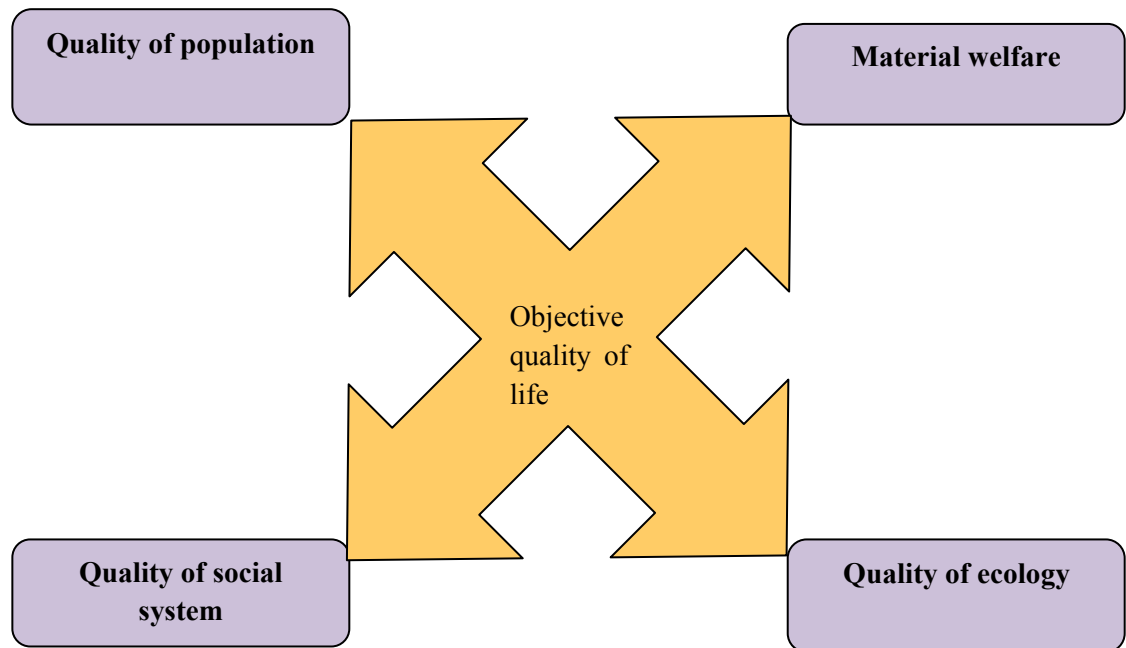 Quality of population
Material welfare
Objective
quality of
life
Quality of social
system
Quality of ecology